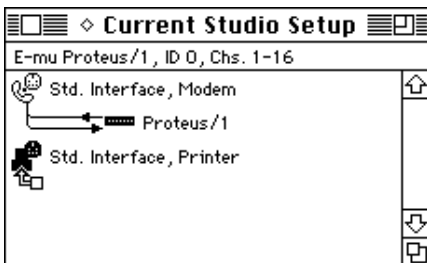 ◇ Current Studio Setup
E-mu Proteus/1, ID 0, Chs. 1-16
Std. Interface, Modem
Proteus/1
Std. Interface, Printer